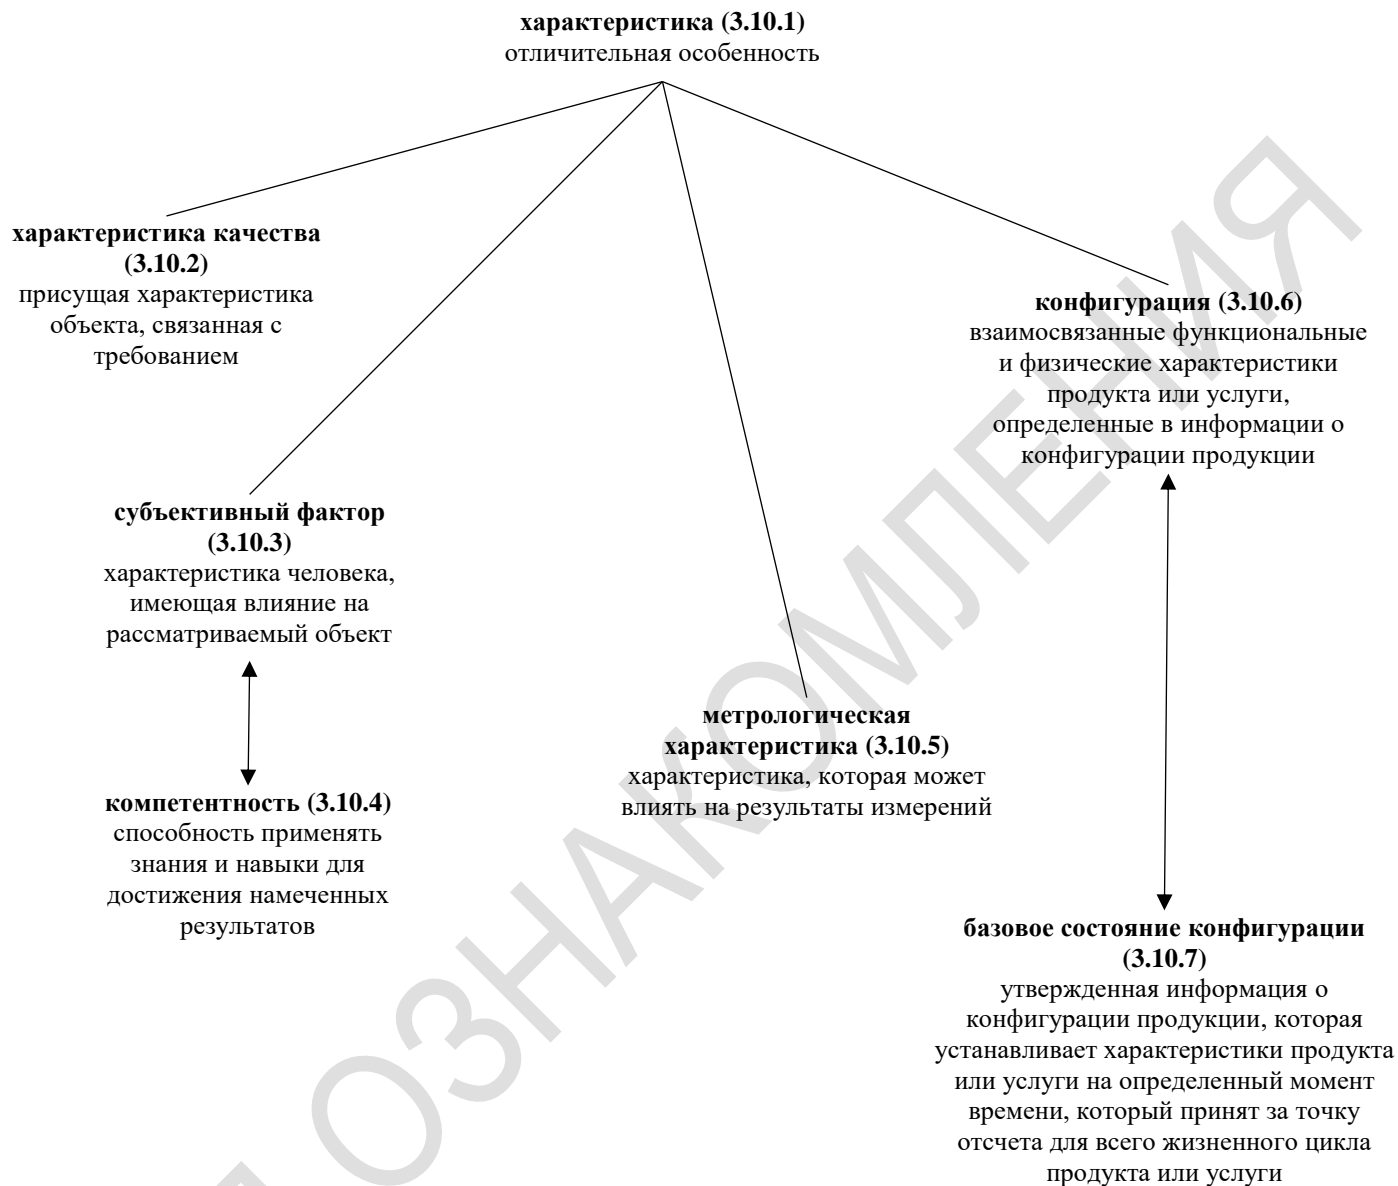 характеристика (3.10.1)
отличительная особенность
характеристика качества
(3.10.2)
присущая характеристика
объекта, связанная с
требованием
конфигурация (3.10.6)
взаимосвязанные функциональные
и физические характеристики
продукта или услуги,
определенные в информации о
конфигурации продукции
субъективный фактор
(3.10.3)
характеристика человека,
имеющая влияние на
рассматриваемый объект
метрологическая
характеристика (3.10.5)
характеристика, которая может
влиять на результаты измерений
компетентность (3.10.4)
способность применять
знания и навыки для
достижения намеченных
результатов
базовое состояние конфигурации
(3.10.7)
утвержденная информация о
конфигурации продукции, которая
устанавливает характеристики продукта
или услуги на определенный момент
времени, который принят за точку
отсчета для всего жизненного цикла
продукта или услуги
ОЗНАКОМЛЕНИЯ